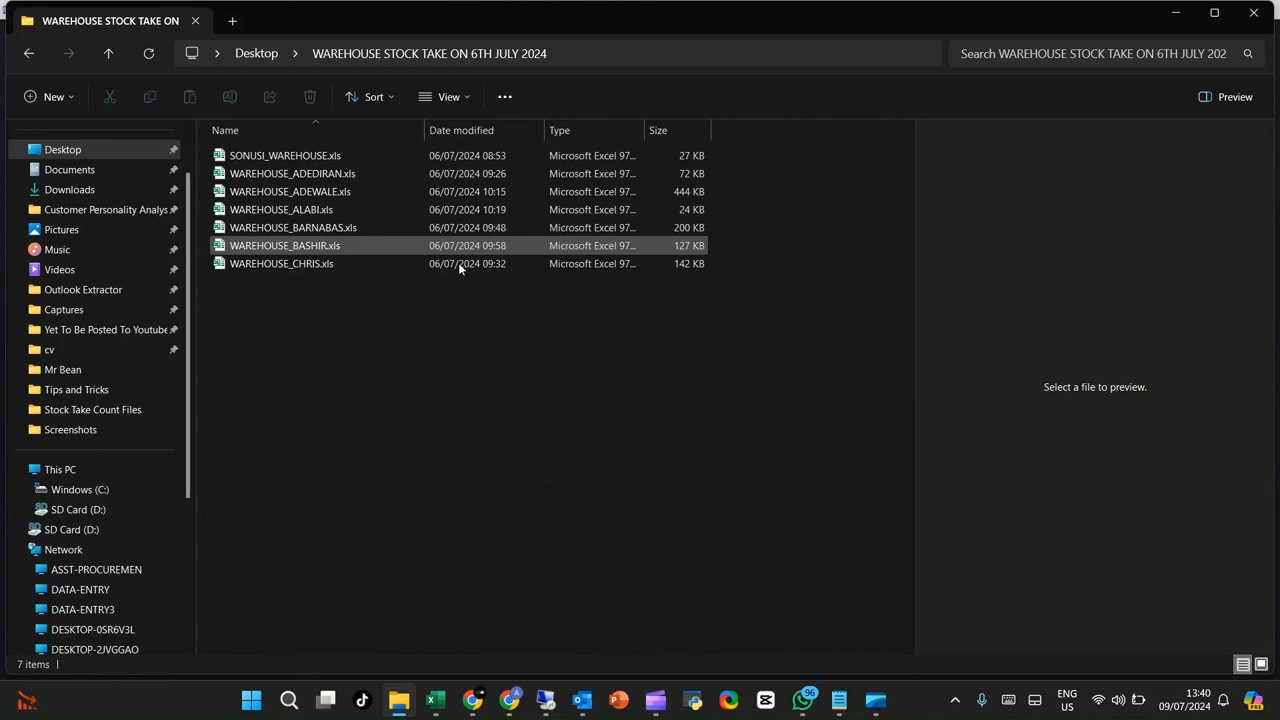 WAREHOUSE STOCK TAKE ON
Desktop > WAREHOUSE STOCK TAKE ON 6TH JULY 2024
Search WAREHOUSE STOCK TAKE ON 6TH JULY 202
New
Sort
View
Preview
Name Date modified Type Size
SONUSI_WAREHOUSE.xls 06/07/2024 08:53 Microsoft Excel 97... 27 KB
WAREHOUSE_ADEDIRAN.xls 06/07/2024 09:26 Microsoft Excel 97... 72 KB
WAREHOUSE_ADEWALE.xls 06/07/2024 10:15 Microsoft Excel 97... 444 KB
WAREHOUSE_ALABI.xls 06/07/2024 10:19 Microsoft Excel 97... 24 KB
WAREHOUSE_BARNABAS.xls 06/07/2024 09:48 Microsoft Excel 97... 200 KB
WAREHOUSE_BASHIR.xls 06/07/2024 09:58 Microsoft Excel 97... 127 KB
WAREHOUSE_CHRIS.xls 06/07/2024 09:32 Microsoft Excel 97... 142 KB
Desktop
Documents
Downloads
Customer Personality Analys
Pictures
Music
Videos
Outlook Extractor
Captures
Yet To Be Posted To Youtube
cv
Mr Bean
Tips and Tricks
Stock Take Count Files
Screenshots
This PC
Windows (C:)
SD Card (D:)
SD Card (D:)
Network
ASST-PROCUREMEN
DATA-ENTRY
DATA-ENTRY3
DESKTOP-0SR6V3L
DESKTOP-2JVGGAO
Select a file to preview.
7 items
96
ENG
US
13:40
09/07/2024
PRE